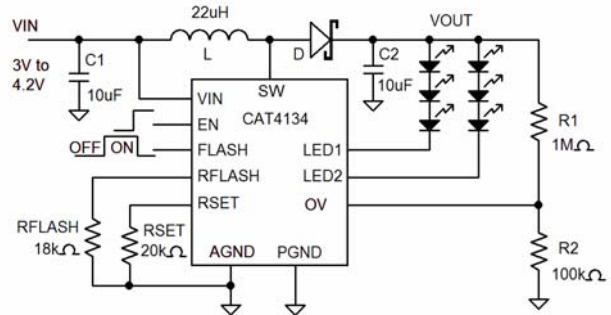 22uH
VIN
VOUT
L
D
C1
C2
3V to
4.2V
10uF
10uF
SW
VIN
CAT4134
R1
EN
1MΩ
OFF
ON
FLASH
LED1
RFLASH
LED2
RSET
OV
RFLASH
18kΩ
RSET
20kΩ
AGND
PGND
R2
100kΩ